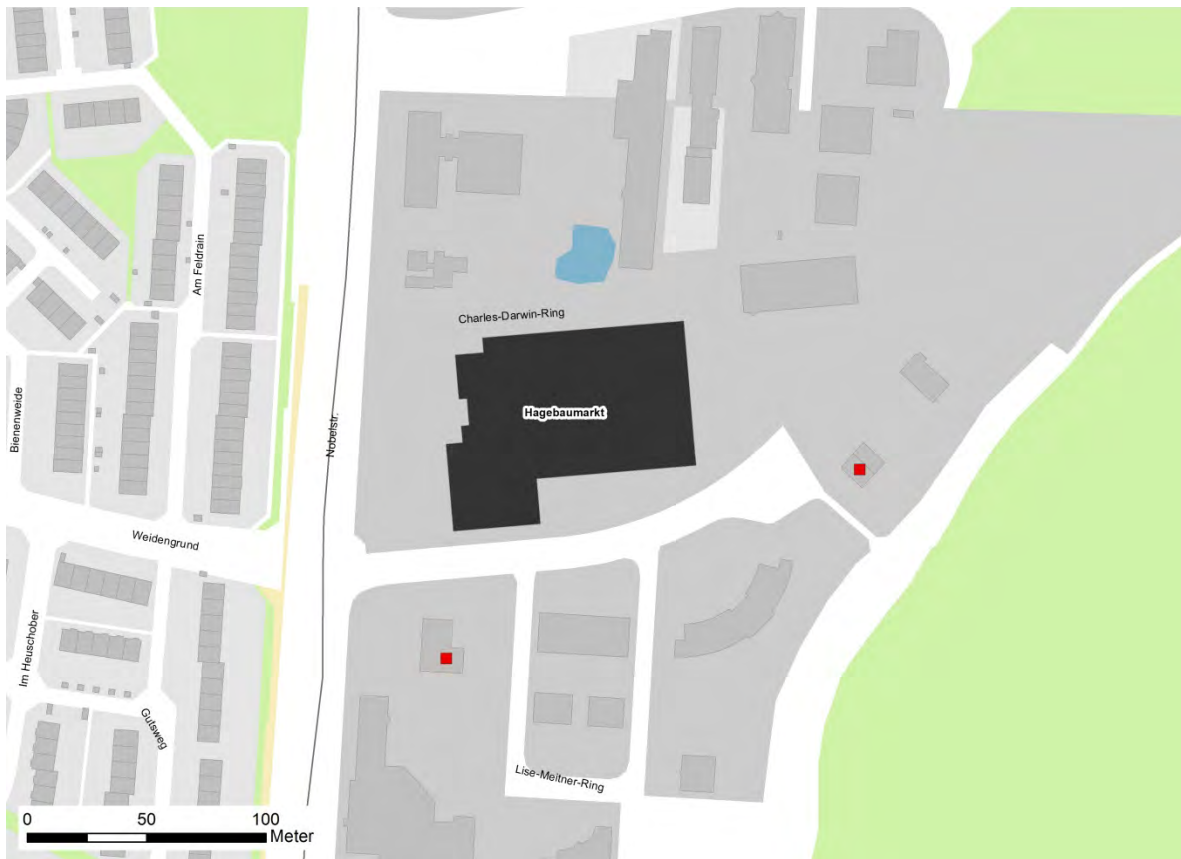 Am Feldrain
Charles-Darwin-Ring
Bienenweide
Nobelstr.
Hagebaumarkt
Weidengrund
Im Heuschober
Gutsweg
Lise-Meitner-Ring
0 50 100
Meter